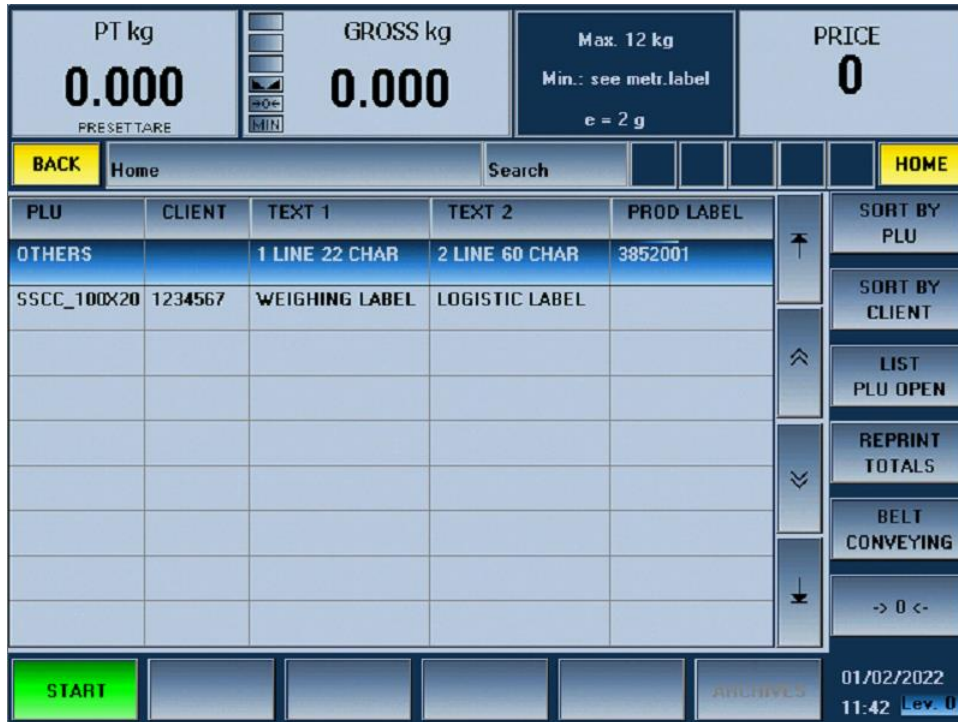 PT kg
0.000
PRESET TARE
GROSS kg
0.000
→0←
MIN
Max. 12 kg
Min.: see metr.label
e = 2 g
PRICE
0
BACK
Home
Search
HOME
PLU CLIENT TEXT 1 TEXT 2 PROD LABEL
OTHERS 1 LINE 22 CHAR 2 LINE 60 CHAR 3852001
SSCC_100X20 1234567 WEIGHING LABEL LOGISTIC LABEL
SORT BY
PLU
SORT BY
CLIENT
LIST
PLU OPEN
REPRINT
TOTALS
BELT
CONVEYING
-> 0 <-
START
ARCHIVES
01/02/2022
11:42 Lev. 0